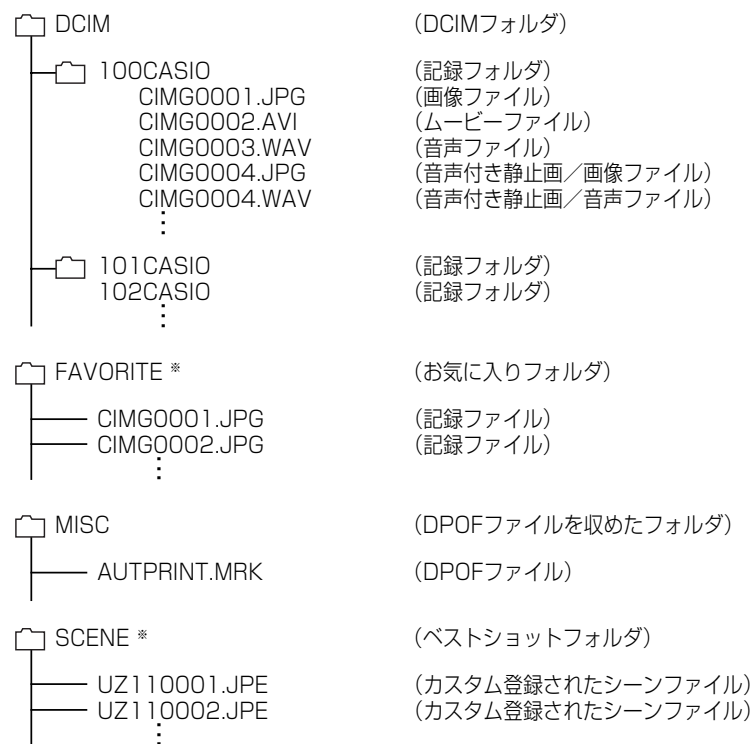 DCIM （DCIMフォルダ）
100CASIO （記録フォルダ）
CIMG0001.JPG （画像ファイル）
CIMG0002.AVI （ムービーファイル）
CIMG0003.WAV （音声ファイル）
CIMG0004.JPG （音声付き静止画／画像ファイル）
CIMG0004.WAV （音声付き静止画／音声ファイル）
101CASIO （記録フォルダ）
102CASIO （記録フォルダ）
FAVORITE ※ （お気に入りフォルダ）
CIMG0001.JPG （記録ファイル）
CIMG0002.JPG （記録ファイル）
MISC （DPOFファイルを収めたフォルダ）
AUTPRINT.MRK （DPOFファイル）
SCENE ※ （ベストショットフォルダ）
UZ110001.JPE （カスタム登録されたシーンファイル）
UZ110002.JPE （カスタム登録されたシーンファイル）